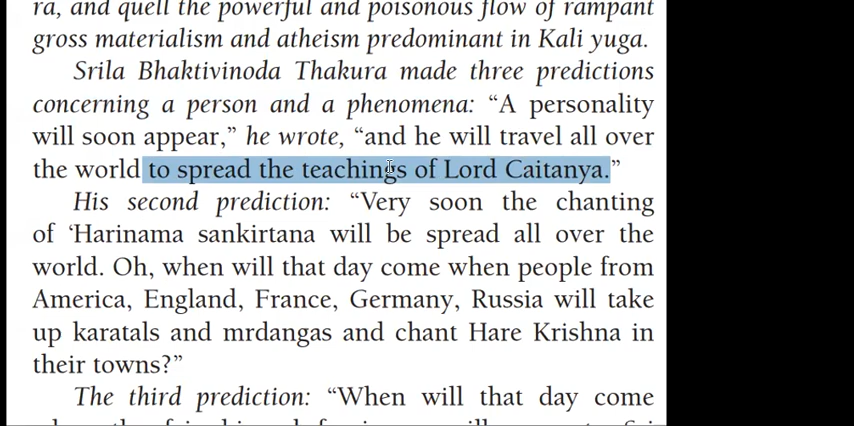 ra, and quell the powerful and poisonous flow of rampant
gross materialism and atheism predominant in Kali yuga.
Srila Bhaktivinoda Thakura made three predictions
concerning a person and a phenomena: “A personality
will soon appear,” he wrote, “and he will travel all over
the world to spread the teachings of Lord Caitanya.”
His second prediction: “Very soon the chanting
of ‘Harinama sankirtana will be spread all over the
world. Oh, when will that day come when people from
America, England, France, Germany, Russia will take
up karatals and mrdangas and chant Hare Krishna in
their towns?”
The third prediction: “When will that day come